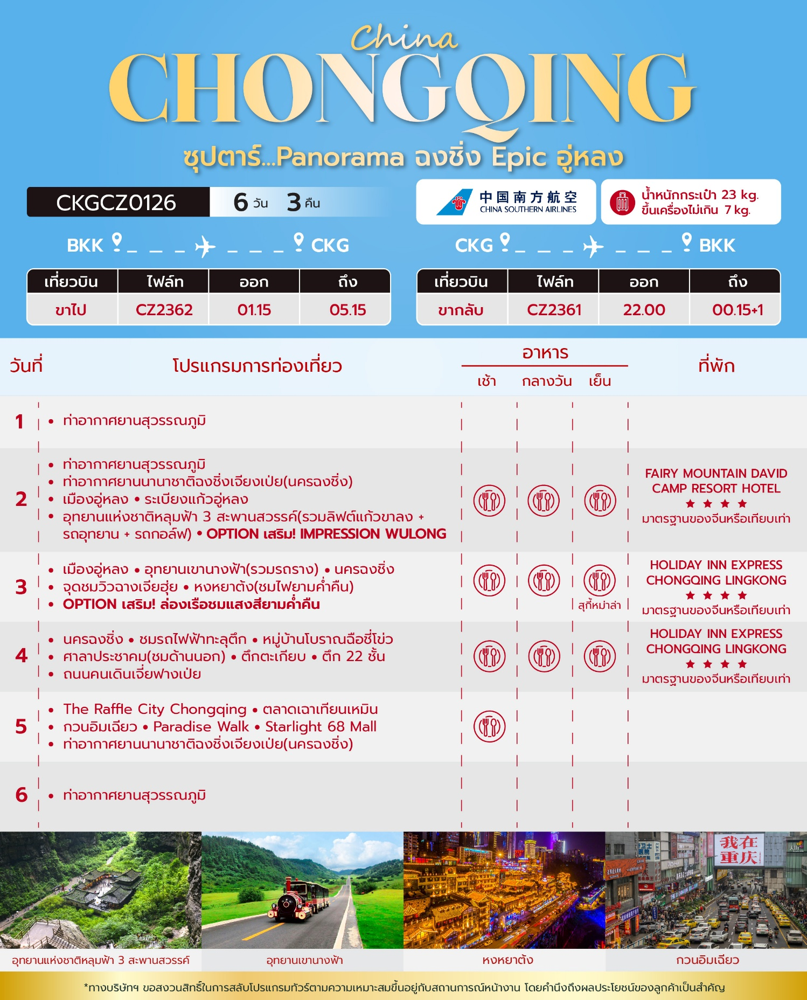 China
CHONGQING
ซุปตาร์...Panorama ฉงชิ่ง Epic อู่หลง
CKGCZ0126
6 วัน 3 คืน
中国南方航空
CHINA SOUTHERN AIRLINES
น้ำหนักกระเป๋า 23 kg.
ขึ้นเครื่องไม่เกิน 7 kg.
BKK CKG
CKG BKK
เที่ยวบิน ไฟล์ท ออก ถึง
ขาไป CZ2362 01.15 05.15
เที่ยวบิน ไฟล์ท ออก ถึง
ขากลับ CZ2361 22.00 00.15+1
วันที่ โปรแกรมการท่องเที่ยว อาหาร ที่พัก
เช้า กลางวัน เย็น
1
• ท่าอากาศยานสุวรรณภูมิ
2
• ท่าอากาศยานสุวรรณภูมิ
• ท่าอากาศยานนานาชาติฉงชิ่งเจียงเป่ย(นครฉงชิ่ง)
• เมืองอู่หลง • ระเบียงแก้วอู่หลง
• อุทยานแห่งชาติหลุมฟ้า 3 สะพานสวรรค์(รวมลิฟต์แก้วขาลง +
รถอุทยาน + รถกอล์ฟ) • OPTION เสริม! IMPRESSION WULONG
FAIRY MOUNTAIN DAVID
CAMP RESORT HOTEL
★ ★ ★ ★
มาตรฐานของจีนหรือเทียบเท่า
3
• เมืองอู่หลง • อุทยานเขานางฟ้า(รวมรถราง) • นครฉงชิ่ง
• จุดชมวิวฉางเจียฮุ่ย • หงหยาต้ง(ชมไฟยามค่ำคืน)
• OPTION เสริม! ล่องเรือชมแสงสียามค่ำคืน
สุกี้หม่าล่า
HOLIDAY INN EXPRESS
CHONGQING LINGKONG
★ ★ ★ ★
มาตรฐานของจีนหรือเทียบเท่า
4
• นครฉงชิ่ง • ชมรถไฟฟ้าทะลุตึก • หมู่บ้านโบราณฉือชี่โข่ว
• ศาลาประชาคม(ชมด้านนอก) • ตึกตะเกียบ • ตึก 22 ชั้น
• ถนนคนเดินเจี่ยฟางเป่ย
HOLIDAY INN EXPRESS
CHONGQING LINGKONG
★ ★ ★ ★
มาตรฐานของจีนหรือเทียบเท่า
5
• The Raffle City Chongqing • ตลาดเฉาเทียนเหมิน
• กวนอิมเฉียว • Paradise Walk • Starlight 68 Mall
• ท่าอากาศยานนานาชาติฉงชิ่งเจียงเป่ย(นครฉงชิ่ง)
6
• ท่าอากาศยานสุวรรณภูมิ
我在
重庆
อุทยานแห่งชาติหลุมฟ้า 3 สะพานสวรรค์
อุทยานเขานางฟ้า
หงหยาต้ง
กวนอิมเฉียว
*ทางบริษัทฯ ขอสงวนสิทธิ์ในการสลับโปรแกรมทัวร์ตามความเหมาะสมขึ้นอยู่กับสถานการณ์หน้างาน โดยคำนึงถึงผลประโยชน์ของลูกค้าเป็นสำคัญ